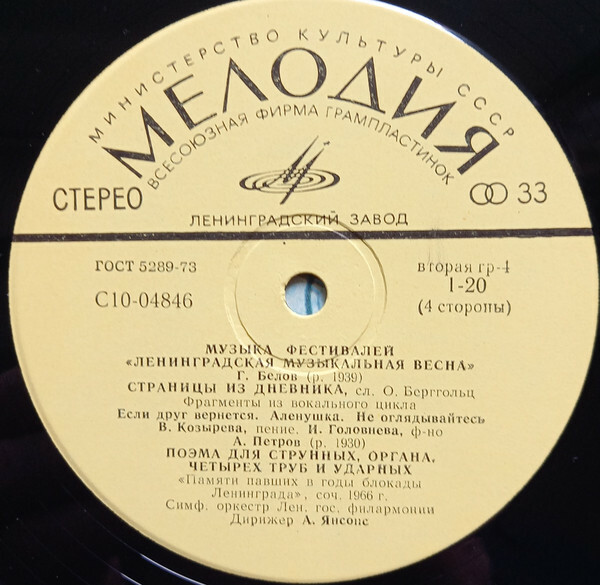 МИНИСТЕРСТВО КУЛЬТУРЫ СССР
МЕЛОДИЯ
ВСЕСОЮЗНАЯ ФИРМА ГРАМПЛАСТИНОК
СТЕРЕО
33
ЛЕНИНГРАДСКИЙ ЗАВОД
ГОСТ 5289-73
вторая гр-4
С10-04846
1-20
(4 стороны)
МУЗЫКА ФЕСТИВАЛЕЙ
«ЛЕНИНГРАДСКАЯ МУЗЫКАЛЬНАЯ ВЕСНА»
Г. Белов (р. 1939)
СТРАНИЦЫ ИЗ ДНЕВНИКА, сл. О. Берггольц
Фрагменты из вокального цикла
Если друг вернется. Аленушка. Не оглядывайтесь
В. Козырева, пение. И. Головнева, ф-но
А. Петров (р. 1930)
ПОЭМА ДЛЯ СТРУННЫХ, ОРГАНА,
ЧЕТЫРЕХ ТРУБ И УДАРНЫХ
«Памяти павших в годы блокады
Ленинграда», соч. 1966 г.
Симф. оркестр Лен. гос. филармонии
Дирижер А. Янсонс